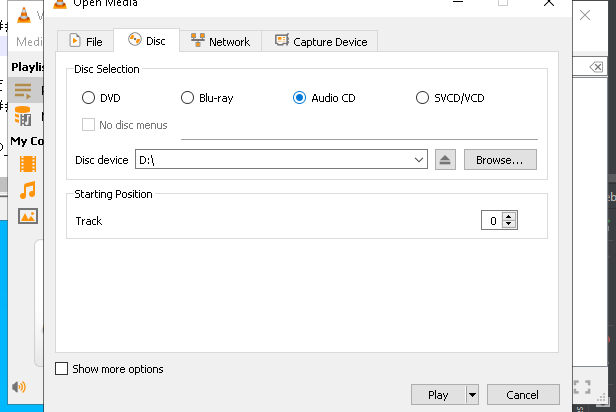 Open Media
Medi
File
Disc
Network
Capture Device
Playlis
Disc Selection
DVD
Blu-ray
Audio CD
SVCD/VCD
No disc menus
My Co
Disc device
D:\
Browse...
Starting Position
Track
0
Show more options
Play
Cancel